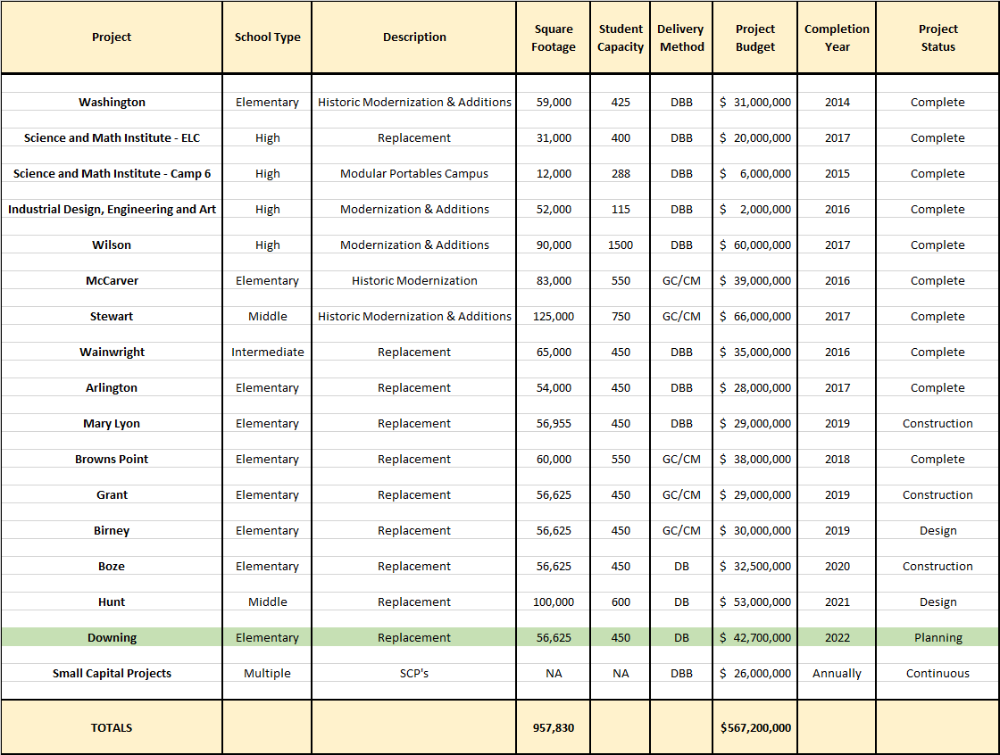 Project School Type Description Square Footage Student Capacity Delivery Method Project Budget Completion Year Project Status
Washington Elementary Historic Modernization & Additions 59,000 425 DBB $ 31,000,000 2014 Complete
Science and Math Institute - ELC High Replacement 31,000 400 DBB $ 20,000,000 2017 Complete
Science and Math Institute - Camp 6 High Modular Portables Campus 12,000 288 DBB $ 6,000,000 2015 Complete
Industrial Design, Engineering and Art High Modernization & Additions 52,000 115 DBB $ 2,000,000 2016 Complete
Wilson High Modernization & Additions 90,000 1500 DBB $ 60,000,000 2017 Complete
McCarver Elementary Historic Modernization 83,000 550 GC/CM $ 39,000,000 2016 Complete
Stewart Middle Historic Modernization & Additions 125,000 750 GC/CM $ 66,000,000 2017 Complete
Wainwright Intermediate Replacement 65,000 450 DBB $ 35,000,000 2016 Complete
Arlington Elementary Replacement 54,000 450 DBB $ 28,000,000 2017 Complete
Mary Lyon Elementary Replacement 56,955 450 DBB $ 29,000,000 2019 Construction
Browns Point Elementary Replacement 60,000 550 GC/CM $ 38,000,000 2018 Complete
Grant Elementary Replacement 56,625 450 GC/CM $ 29,000,000 2019 Construction
Birney Elementary Replacement 56,625 450 GC/CM $ 30,000,000 2019 Design
Boze Elementary Replacement 56,625 450 DB $ 32,500,000 2020 Construction
Hunt Middle Replacement 100,000 600 DB $ 53,000,000 2021 Design
Downing Elementary Replacement 56,625 450 DB $ 42,700,000 2022 Planning
Small Capital Projects Multiple SCP's NA NA DBB $ 26,000,000 Annually Continuous
TOTALS 957,830 $567,200,000